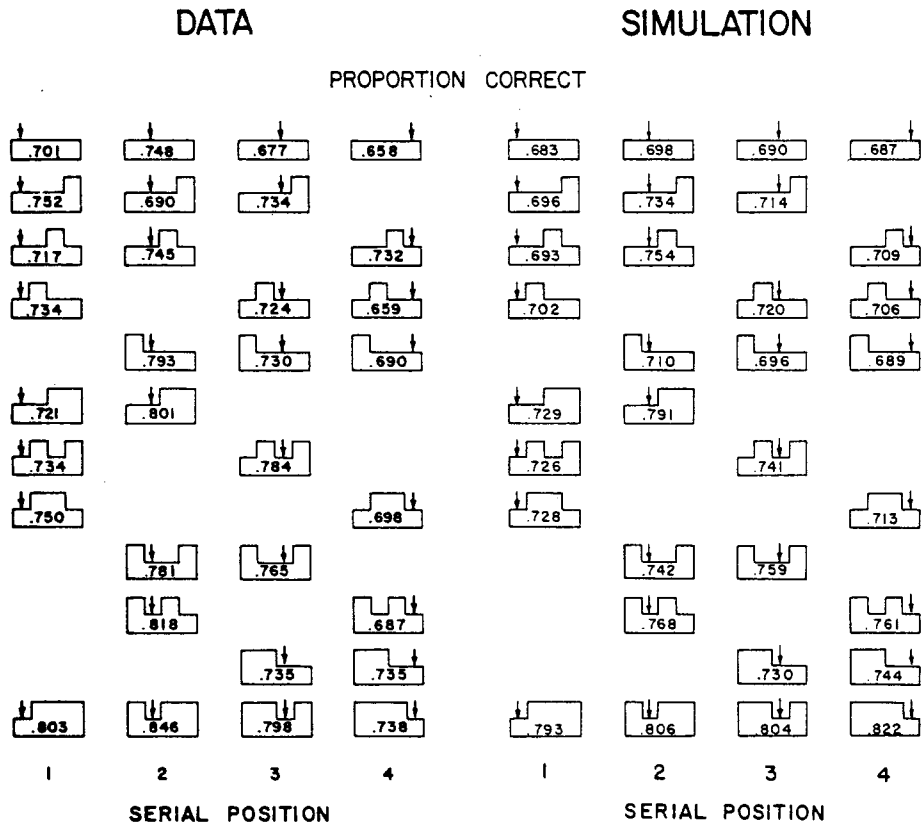 DATA SIMULATION
PROPORTION CORRECT
.701 .748 .677 .658 .683 .698 .690 .687
.752 .690 .734 .696 .734 .714
.717 .745 .732 .693 .754 .709
.734 .724 .659 .702 .720 .706
.793 .730 .690 .710 .696 .689
.721 .801 .729 .791
.734 .784 .726 .741
.750 .698 .728 .713
.781 .765 .742 .759
.818 .687 .768 .761
.735 .735 .730 .744
.803 .846 .798 .738 .793 .806 .804 .822
1 2 3 4 1 2 3 4
SERIAL POSITION SERIAL POSITION